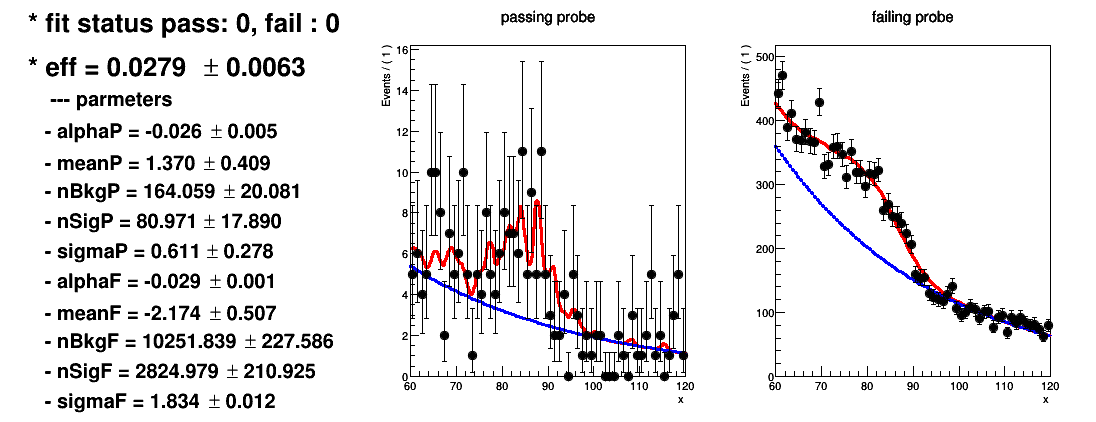 * fit status pass: 0, fail : 0
* eff = 0.0279 ± 0.0063
--- parmeters
- alphaP = -0.026 ± 0.005
- meanP = 1.370 ± 0.409
- nBkgP = 164.059 ± 20.081
- nSigP = 80.971 ± 17.890
- sigmaP = 0.611 ± 0.278
- alphaF = -0.029 ± 0.001
- meanF = -2.174 ± 0.507
- nBkgF = 10251.839 ± 227.586
- nSigF = 2824.979 ± 210.925
- sigmaF = 1.834 ± 0.012
passing probe
Events / ( 1 )
16
14
12
10
8
6
4
2
0
60 70 80 90 100 110 120
x
failing probe
Events / ( 1 )
500
400
300
200
100
0
60 70 80 90 100 110 120
x